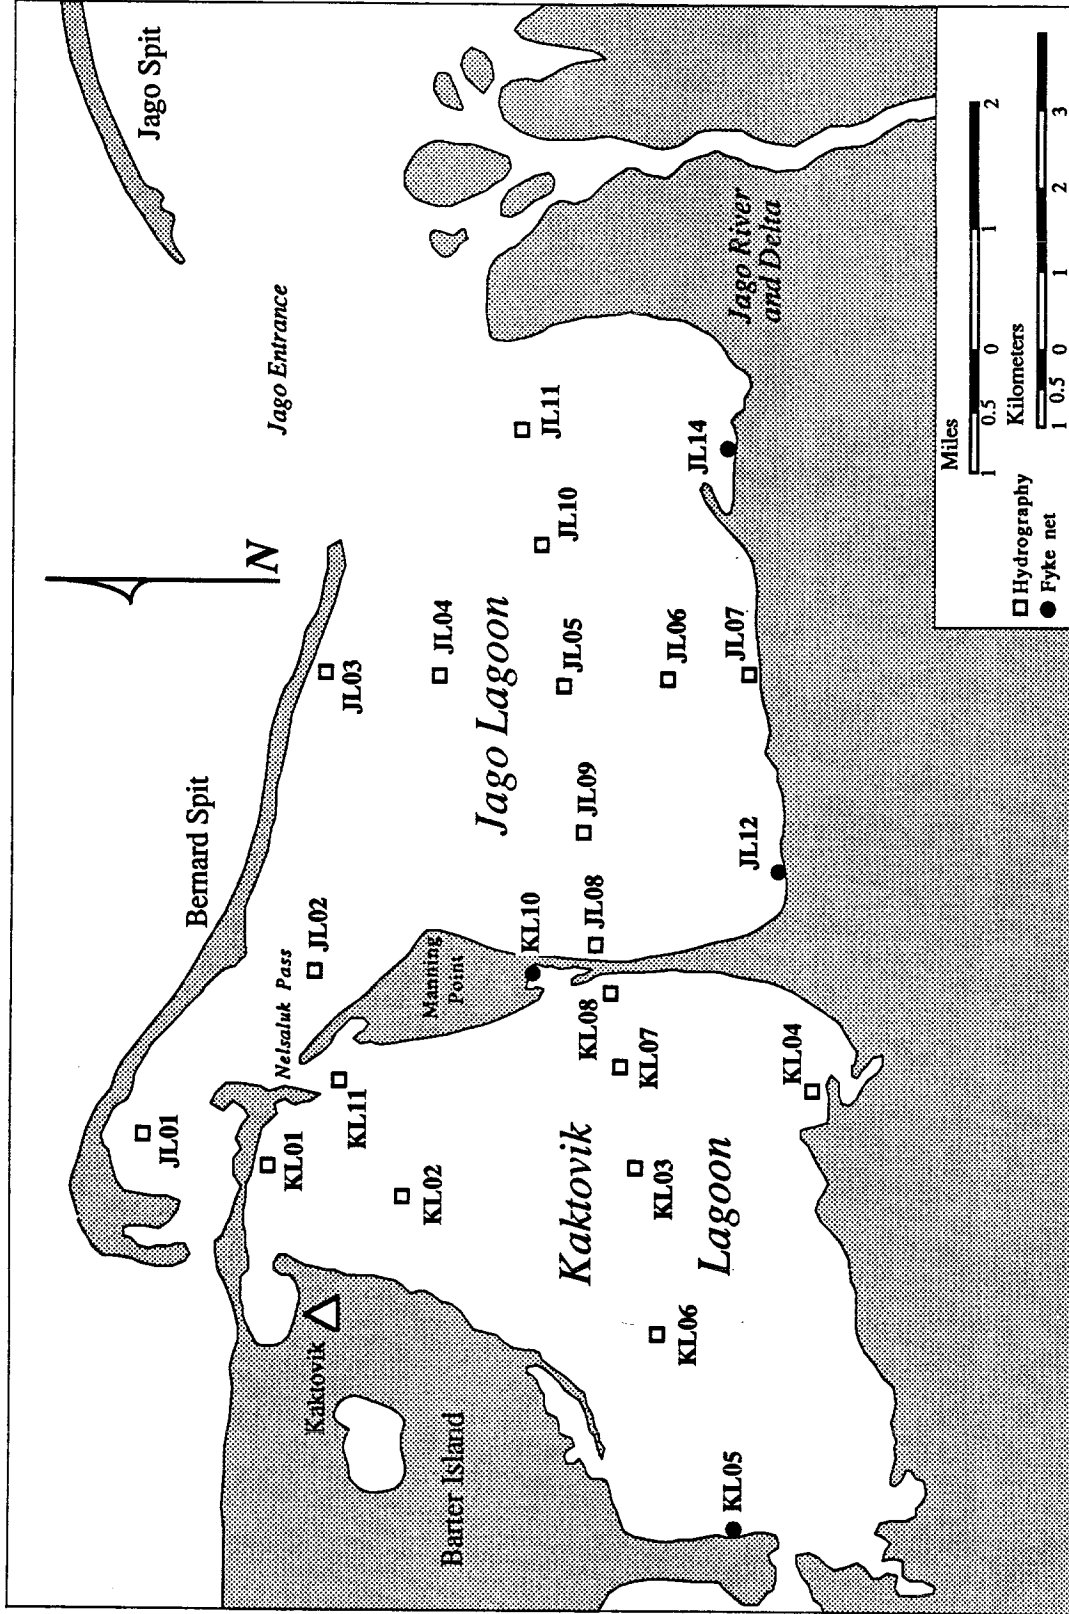 Jago Spit
Jago Entrance
N
Bernard Spit
JL03
JL04
JL11
JL10
JL14
Jago River
and Delta
Jago Lagoon
JL05
JL06
JL07
JL02
Nelsaluk Pass
JL09
JL12
JL08
KL10
Manning
Point
JL01
KL01
KL11
KL02
KL08
KL07
KL04
Kaktovik
Lagoon
KL03
KL06
KL05
Kaktovik
Barter Island
Miles
1 0.5 0 1 2
Kilometers
1 0.5 0 1 2 3
Hydrography
Fyke net